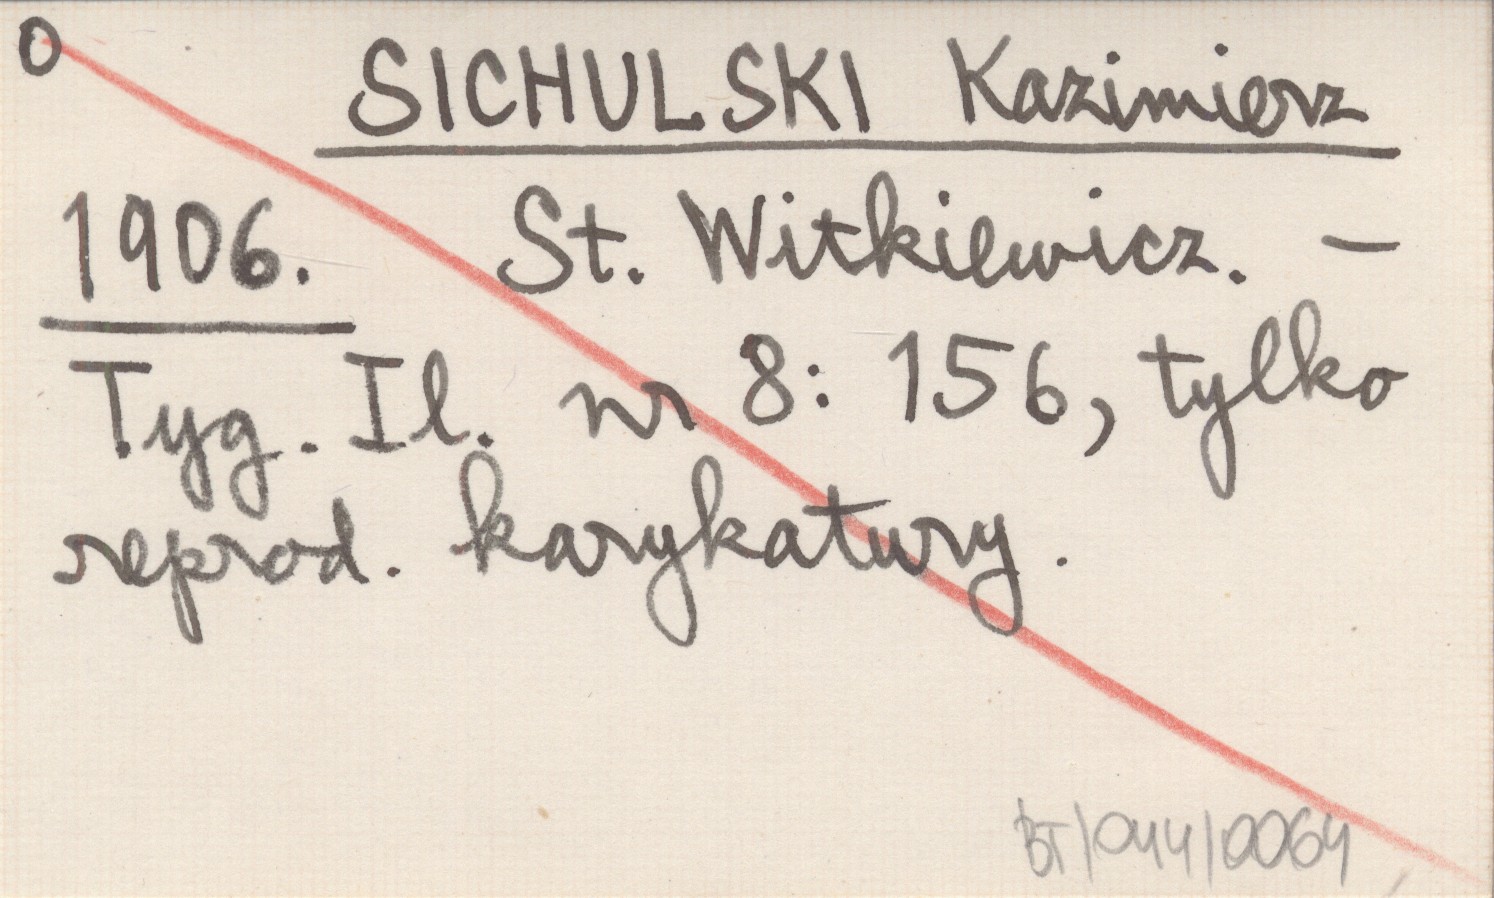 O SICHULSKI Kazimierz
1906. St. Witkiewicz. —
Tyg. Il. nr 8: 156, tylko
reprod. karykatury.
BT/044/0064